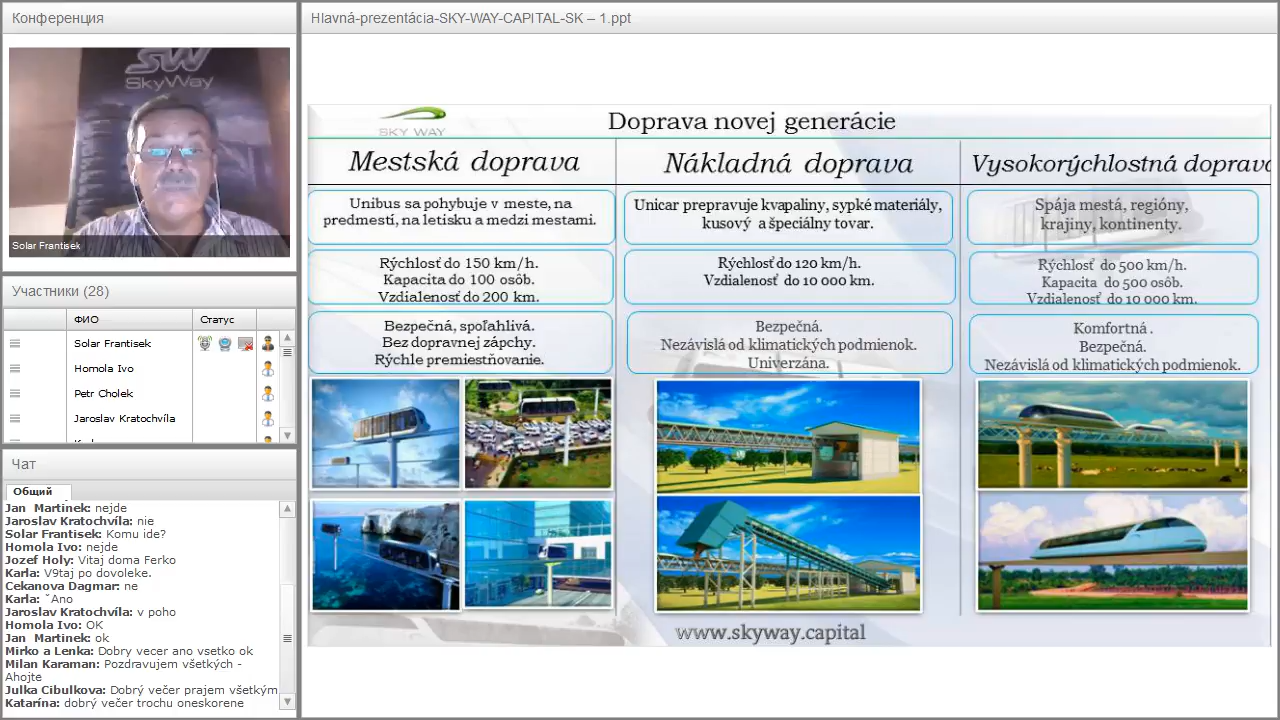 Конференция
SW
SkyWay
Solar Frantisek
Участники (28)
ФИО
Статус
Solar Frantisek
Homola Ivo
Petr Cholek
Jaroslav Kratochvíla
Чат
Общий
Jan Martinek: nejde
Jaroslav Kratochvíla: nie
Solar Frantisek: Komu ide?
Homola Ivo: nejde
Jozef Holy: Vitaj doma Ferko
Karla: V9taj po dovoleke.
Cekanova Dagmar: ne
Karla: ˇAno
Jaroslav Kratochvíla: v poho
Homola Ivo: OK
Jan Martinek: ok
Mirko a Lenka: Dobry vecer ano vsetko ok
Milan Karaman: Pozdravujem všetkých -
Ahojte
Julka Cibulkova: Dobrý večer prajem všetkým
Katarína: dobrý večer trochu oneskorene
Hlavná-prezentácia-SKY-WAY-CAPITAL-SK – 1.ppt
SKY WAY
Doprava novej generácie
Mestská doprava
Unibus sa pohybuje v meste, na
predmestí, na letisku a medzi mestami.
Rýchlosť do 150 km/h.
Kapacita do 100 osôb.
Vzdialenosť do 200 km.
Bezpečná, spoľahlivá.
Bez dopravnej zápchy.
Rýchle premiestňovanie.
Nákladná doprava
Unicar prepravuje kvapaliny, sypké materiály,
kusový a špeciálny tovar.
Rýchlosť do 120 km/h.
Vzdialenosť do 10 000 km.
Bezpečná.
Nezávislá od klimatických podmienok.
Univerzána.
Vysokorýchlostná doprava
Spája mestá, regióny,
krajiny, kontinenty.
Rýchlosť do 500 km/h.
Kapacita do 500 osôb.
Vzdialenosť do 10 000 km.
Komfortná .
Bezpečná.
Nezávislá od klimatických podmienok.
www.skyway.capital